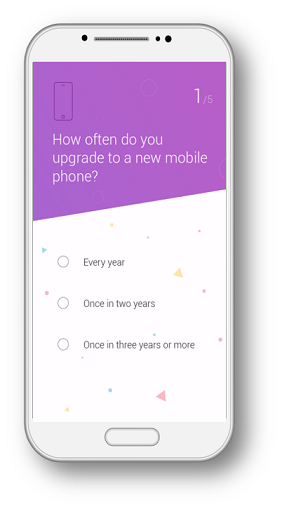 1/5
How often do you
upgrade to a new mobile
phone?
Every year
Once in two years
Once in three years or more